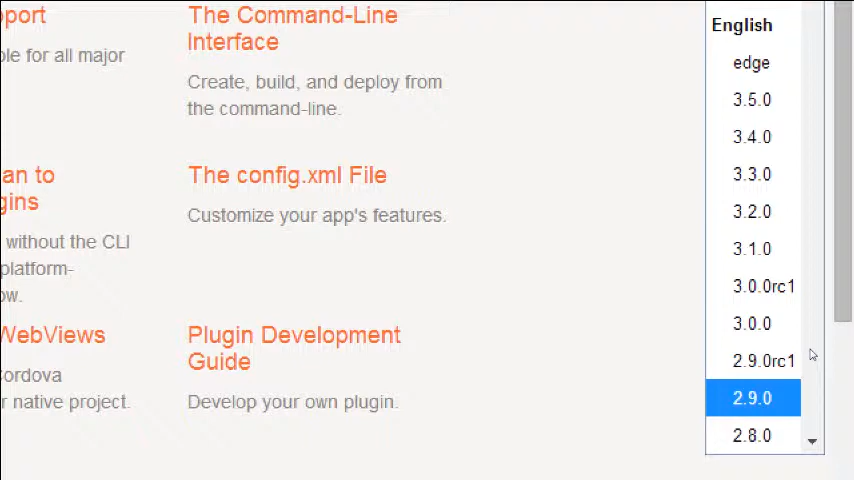 pport
ple for all major
an to
gins
without the CLI
platform-
ow.
WebViews
Cordova
r native project.
The Command-Line
Interface
Create, build, and deploy from
the command-line.
The config.xml File
Customize your app's features.
Plugin Development
Guide
Develop your own plugin.
English
edge
3.5.0
3.4.0
3.3.0
3.2.0
3.1.0
3.0.0rc1
3.0.0
2.9.0rc1
2.9.0
2.8.0